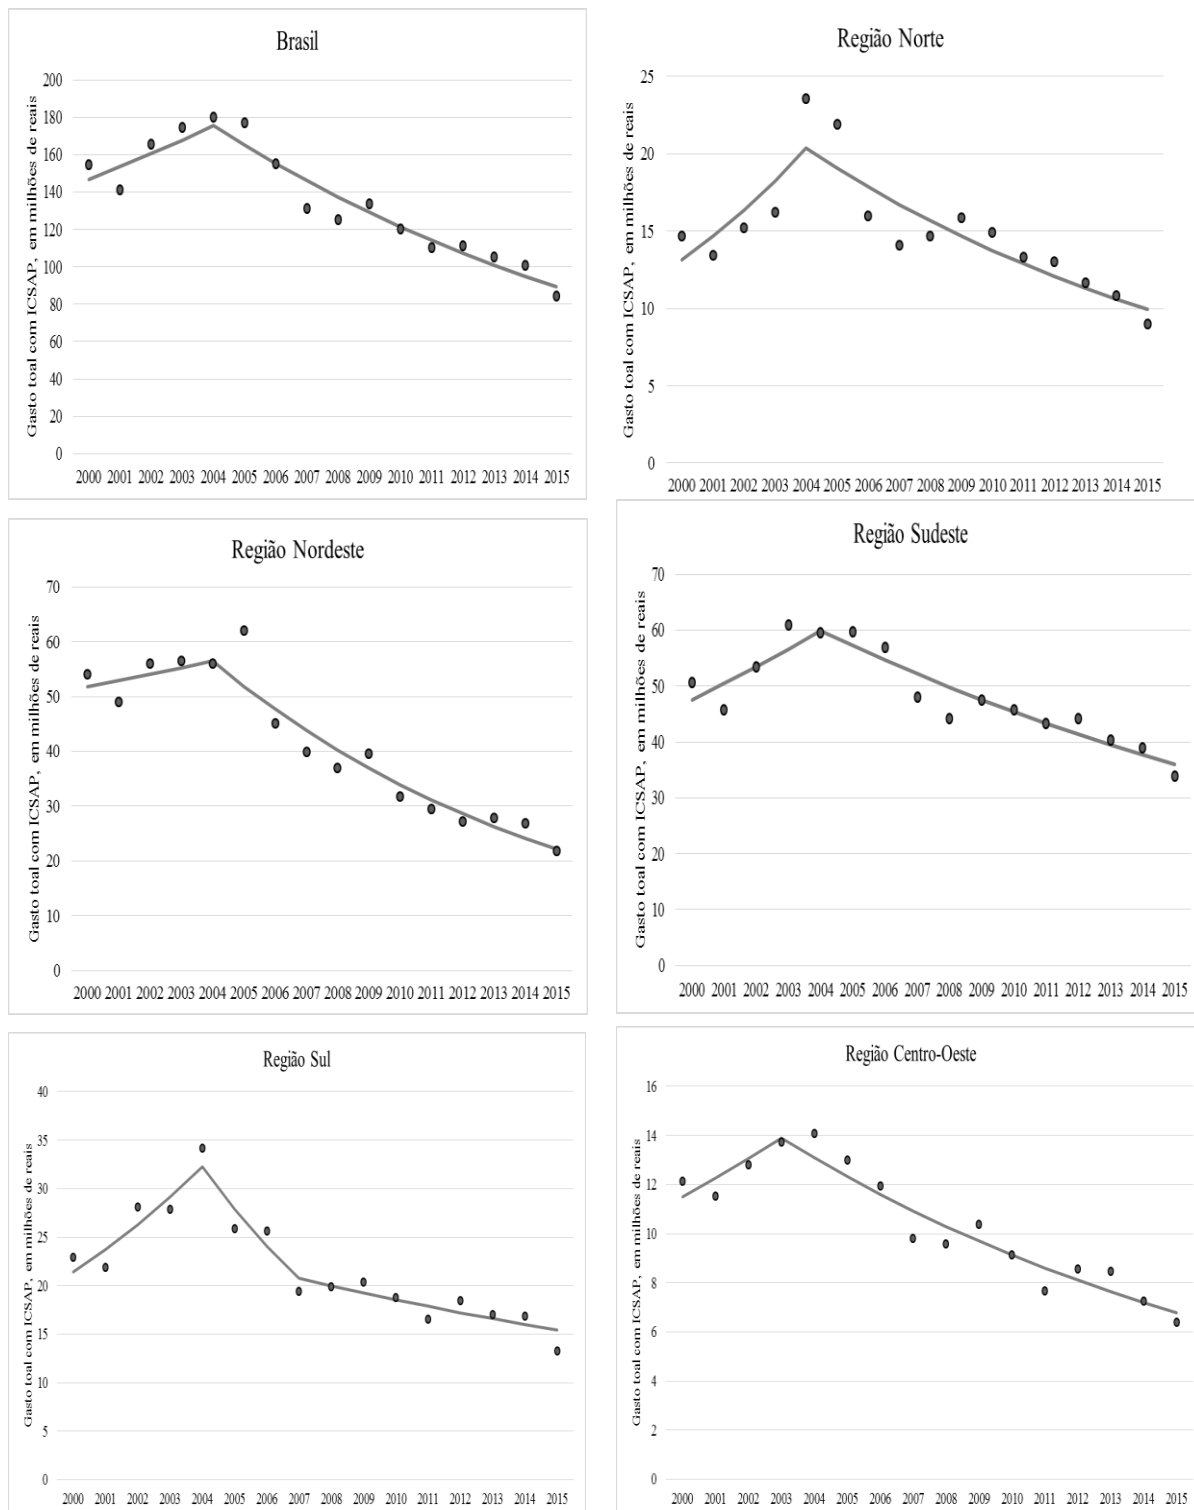 Brasil
Gasto toal com ICSAP, em milhões de reais
200
180
160
140
120
100
80
60
40
20
0
2000 2001 2002 2003 2004 2005 2006 2007 2008 2009 2010 2011 2012 2013 2014 2015
Região Norte
Gasto toal com ICSAP, em milhões de reais
25
20
15
10
5
0
2000 2001 2002 2003 2004 2005 2006 2007 2008 2009 2010 2011 2012 2013 2014 2015
Região Nordeste
Gasto toal com ICSAP, em milhões de reais
70
60
50
40
30
20
10
0
2000 2001 2002 2003 2004 2005 2006 2007 2008 2009 2010 2011 2012 2013 2014 2015
Região Sudeste
Gasto toal com ICSAP, em milhões de reais
70
60
50
40
30
20
10
0
2000 2001 2002 2003 2004 2005 2006 2007 2008 2009 2010 2011 2012 2013 2014 2015
Região Sul
Gasto toal com ICSAP, em milhões de reais
40
35
30
25
20
15
10
5
0
2000 2001 2002 2003 2004 2005 2006 2007 2008 2009 2010 2011 2012 2013 2014 2015
Região Centro-Oeste
Gasto toal com ICSAP, em milhões de reais
16
14
12
10
8
6
4
2
0
2000 2001 2002 2003 2004 2005 2006 2007 2008 2009 2010 2011 2012 2013 2014 2015